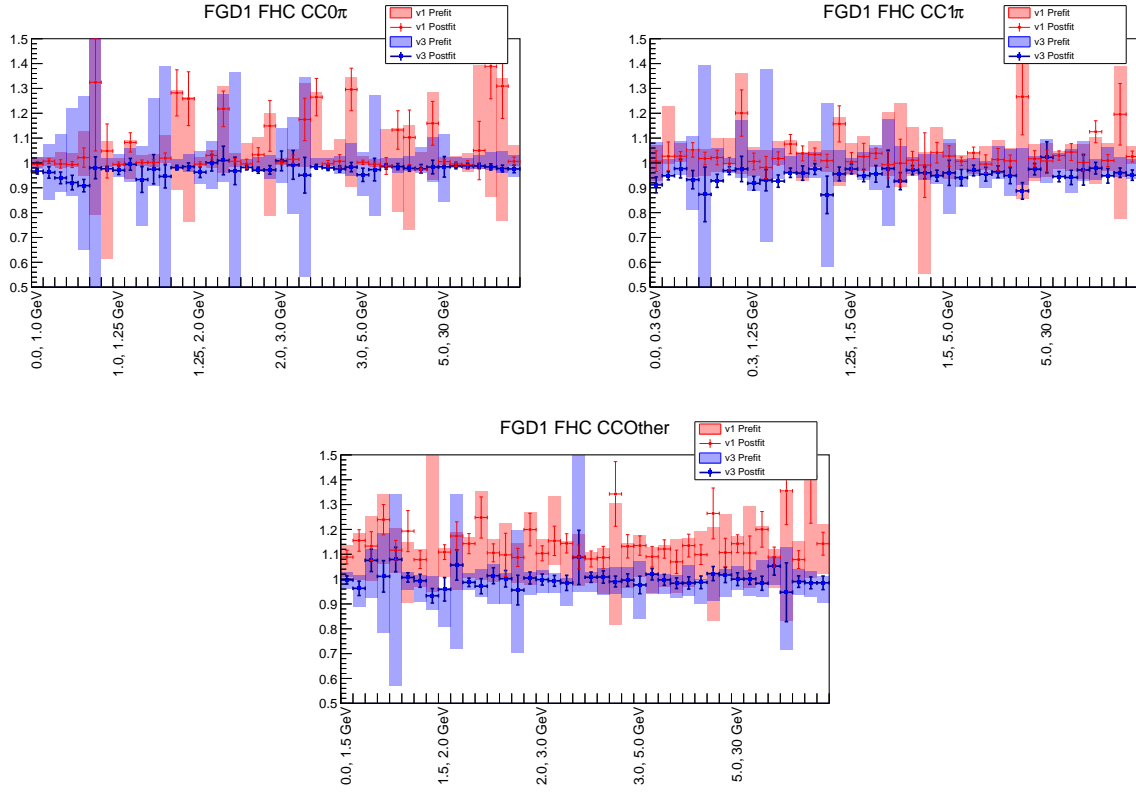 FGD1 FHC CC0π
v1 Prefit
v1 Postfit
v3 Prefit
v3 Postfit
1.5
1.4
1.3
1.2
1.1
1
0.9
0.8
0.7
0.6
0.5
0.0, 1.0 GeV
1.0, 1.25 GeV
1.25, 2.0 GeV
2.0, 3.0 GeV
3.0, 5.0 GeV
5.0, 30 GeV
FGD1 FHC CC1π
v1 Prefit
v1 Postfit
v3 Prefit
v3 Postfit
1.5
1.4
1.3
1.2
1.1
1
0.9
0.8
0.7
0.6
0.5
0.0, 0.3 GeV
0.3, 1.25 GeV
1.25, 1.5 GeV
1.5, 5.0 GeV
5.0, 30 GeV
FGD1 FHC CCOther
v1 Prefit
v1 Postfit
v3 Prefit
v3 Postfit
1.5
1.4
1.3
1.2
1.1
1
0.9
0.8
0.7
0.6
0.5
0.0, 1.5 GeV
1.5, 2.0 GeV
2.0, 3.0 GeV
3.0, 5.0 GeV
5.0, 30 GeV